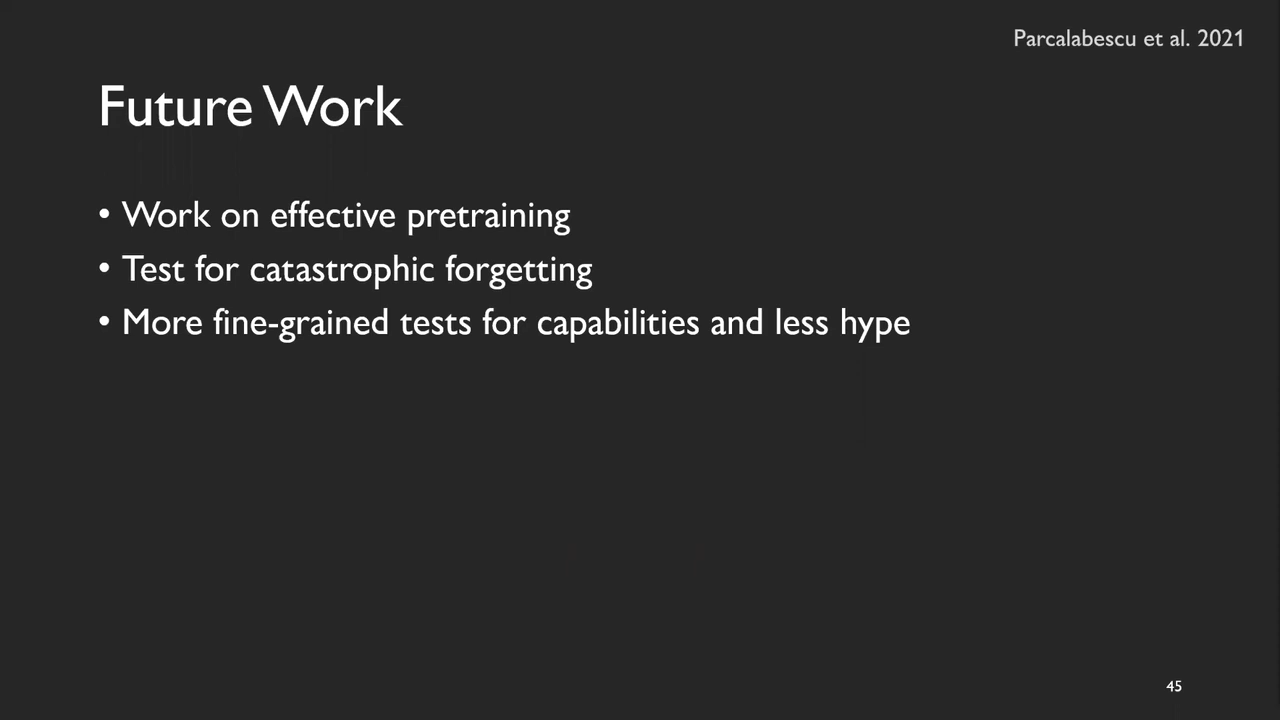 Parcalabescu et al. 2021
Future Work
• Work on effective pretraining
• Test for catastrophic forgetting
• More fine-grained tests for capabilities and less hype
45